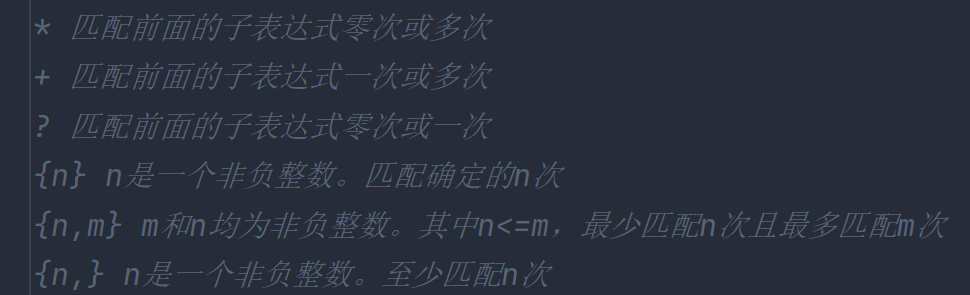 * 匹配前面的子表达式零次或多次
+ 匹配前面的子表达式一次或多次
? 匹配前面的子表达式零次或一次
{n} n是一个非负整数。匹配确定的n次
{n,m} m和n均为非负整数。其中n<=m，最少匹配n次且最多匹配m次
{n,} n是一个非负整数。至少匹配n次